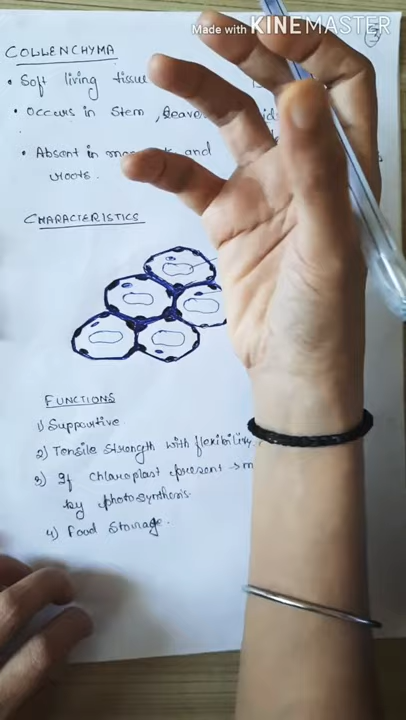 Made with KINEMASTER
COLLENCHYMA
• Soft living tissue
• Occurs in Stem, leaves
• Absent in and
roots.
CHARACTERISTICS
FUNCTIONS
1) Supportive
2) Tensile strength with flexibility.
3) If chloroplast present →
by photosynthesis.
4) Food Storage.